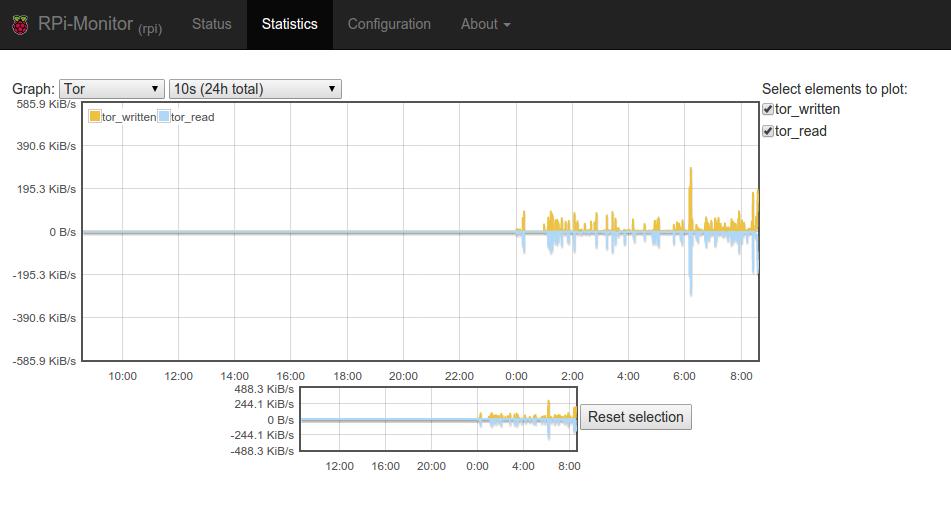 RPi-Monitor (rpi) Status Statistics Configuration About
Graph: Tor 10s (24h total) Select elements to plot:
tor_written
tor_read
585.9 KiB/s
tor_written tor_read
390.6 KiB/s
195.3 KiB/s
0 B/s
-195.3 KiB/s
-390.6 KiB/s
-585.9 KiB/s
10:00 12:00 14:00 16:00 18:00 20:00 22:00 0:00 2:00 4:00 6:00 8:00
488.3 KiB/s
244.1 KiB/s
0 B/s
-244.1 KiB/s
-488.3 KiB/s
12:00 16:00 20:00 0:00 4:00 8:00
Reset selection